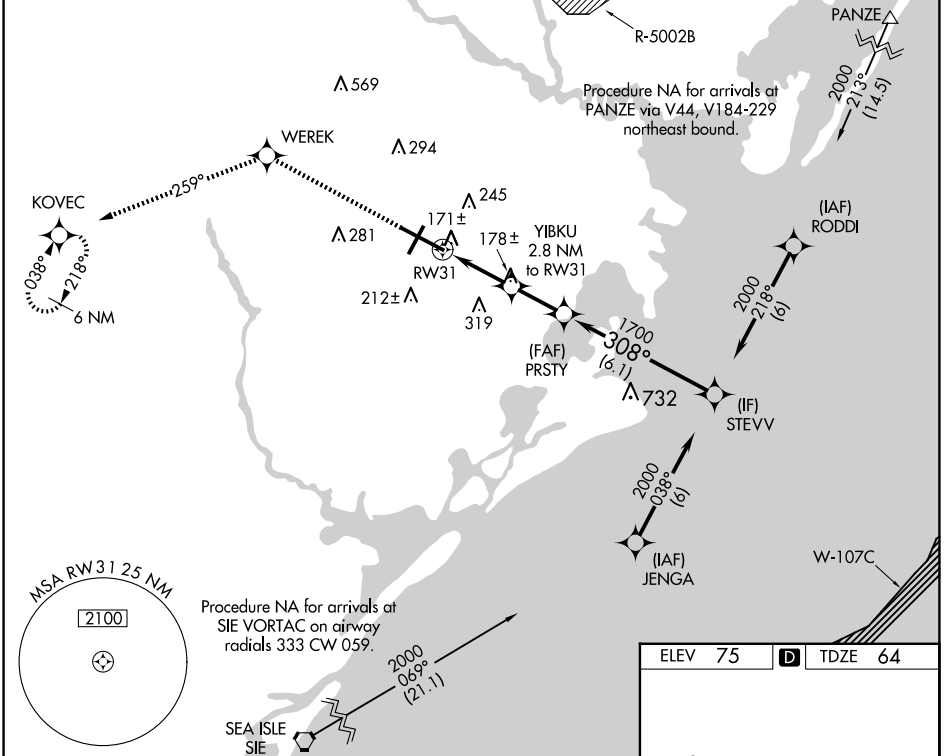 PANZE
R-5002B
2000
213°
(14.5)
569
Procedure NA for arrivals at
PANZE via V44, V184-229
northeast bound.
WEREK
294
259°
KOVEC
245
(IAF)
RODDI
171±
281
178±
YIBKU
2.8 NM
to RW31
038°
218°
RW31
6 NM
212±
319
2000
218°
(6)
1700
308°
(6.1)
(FAF)
PRSTY
732
(IF)
STEVV
2000
038°
(6)
(IAF)
JENGA
W-107C
MSA RW31 25 NM
2100
Procedure NA for arrivals at
SIE VORTAC on airway
radials 333 CW 059.
2000
069°
(21.1)
SEA ISLE
SIE
ELEV 75 D TDZE 64